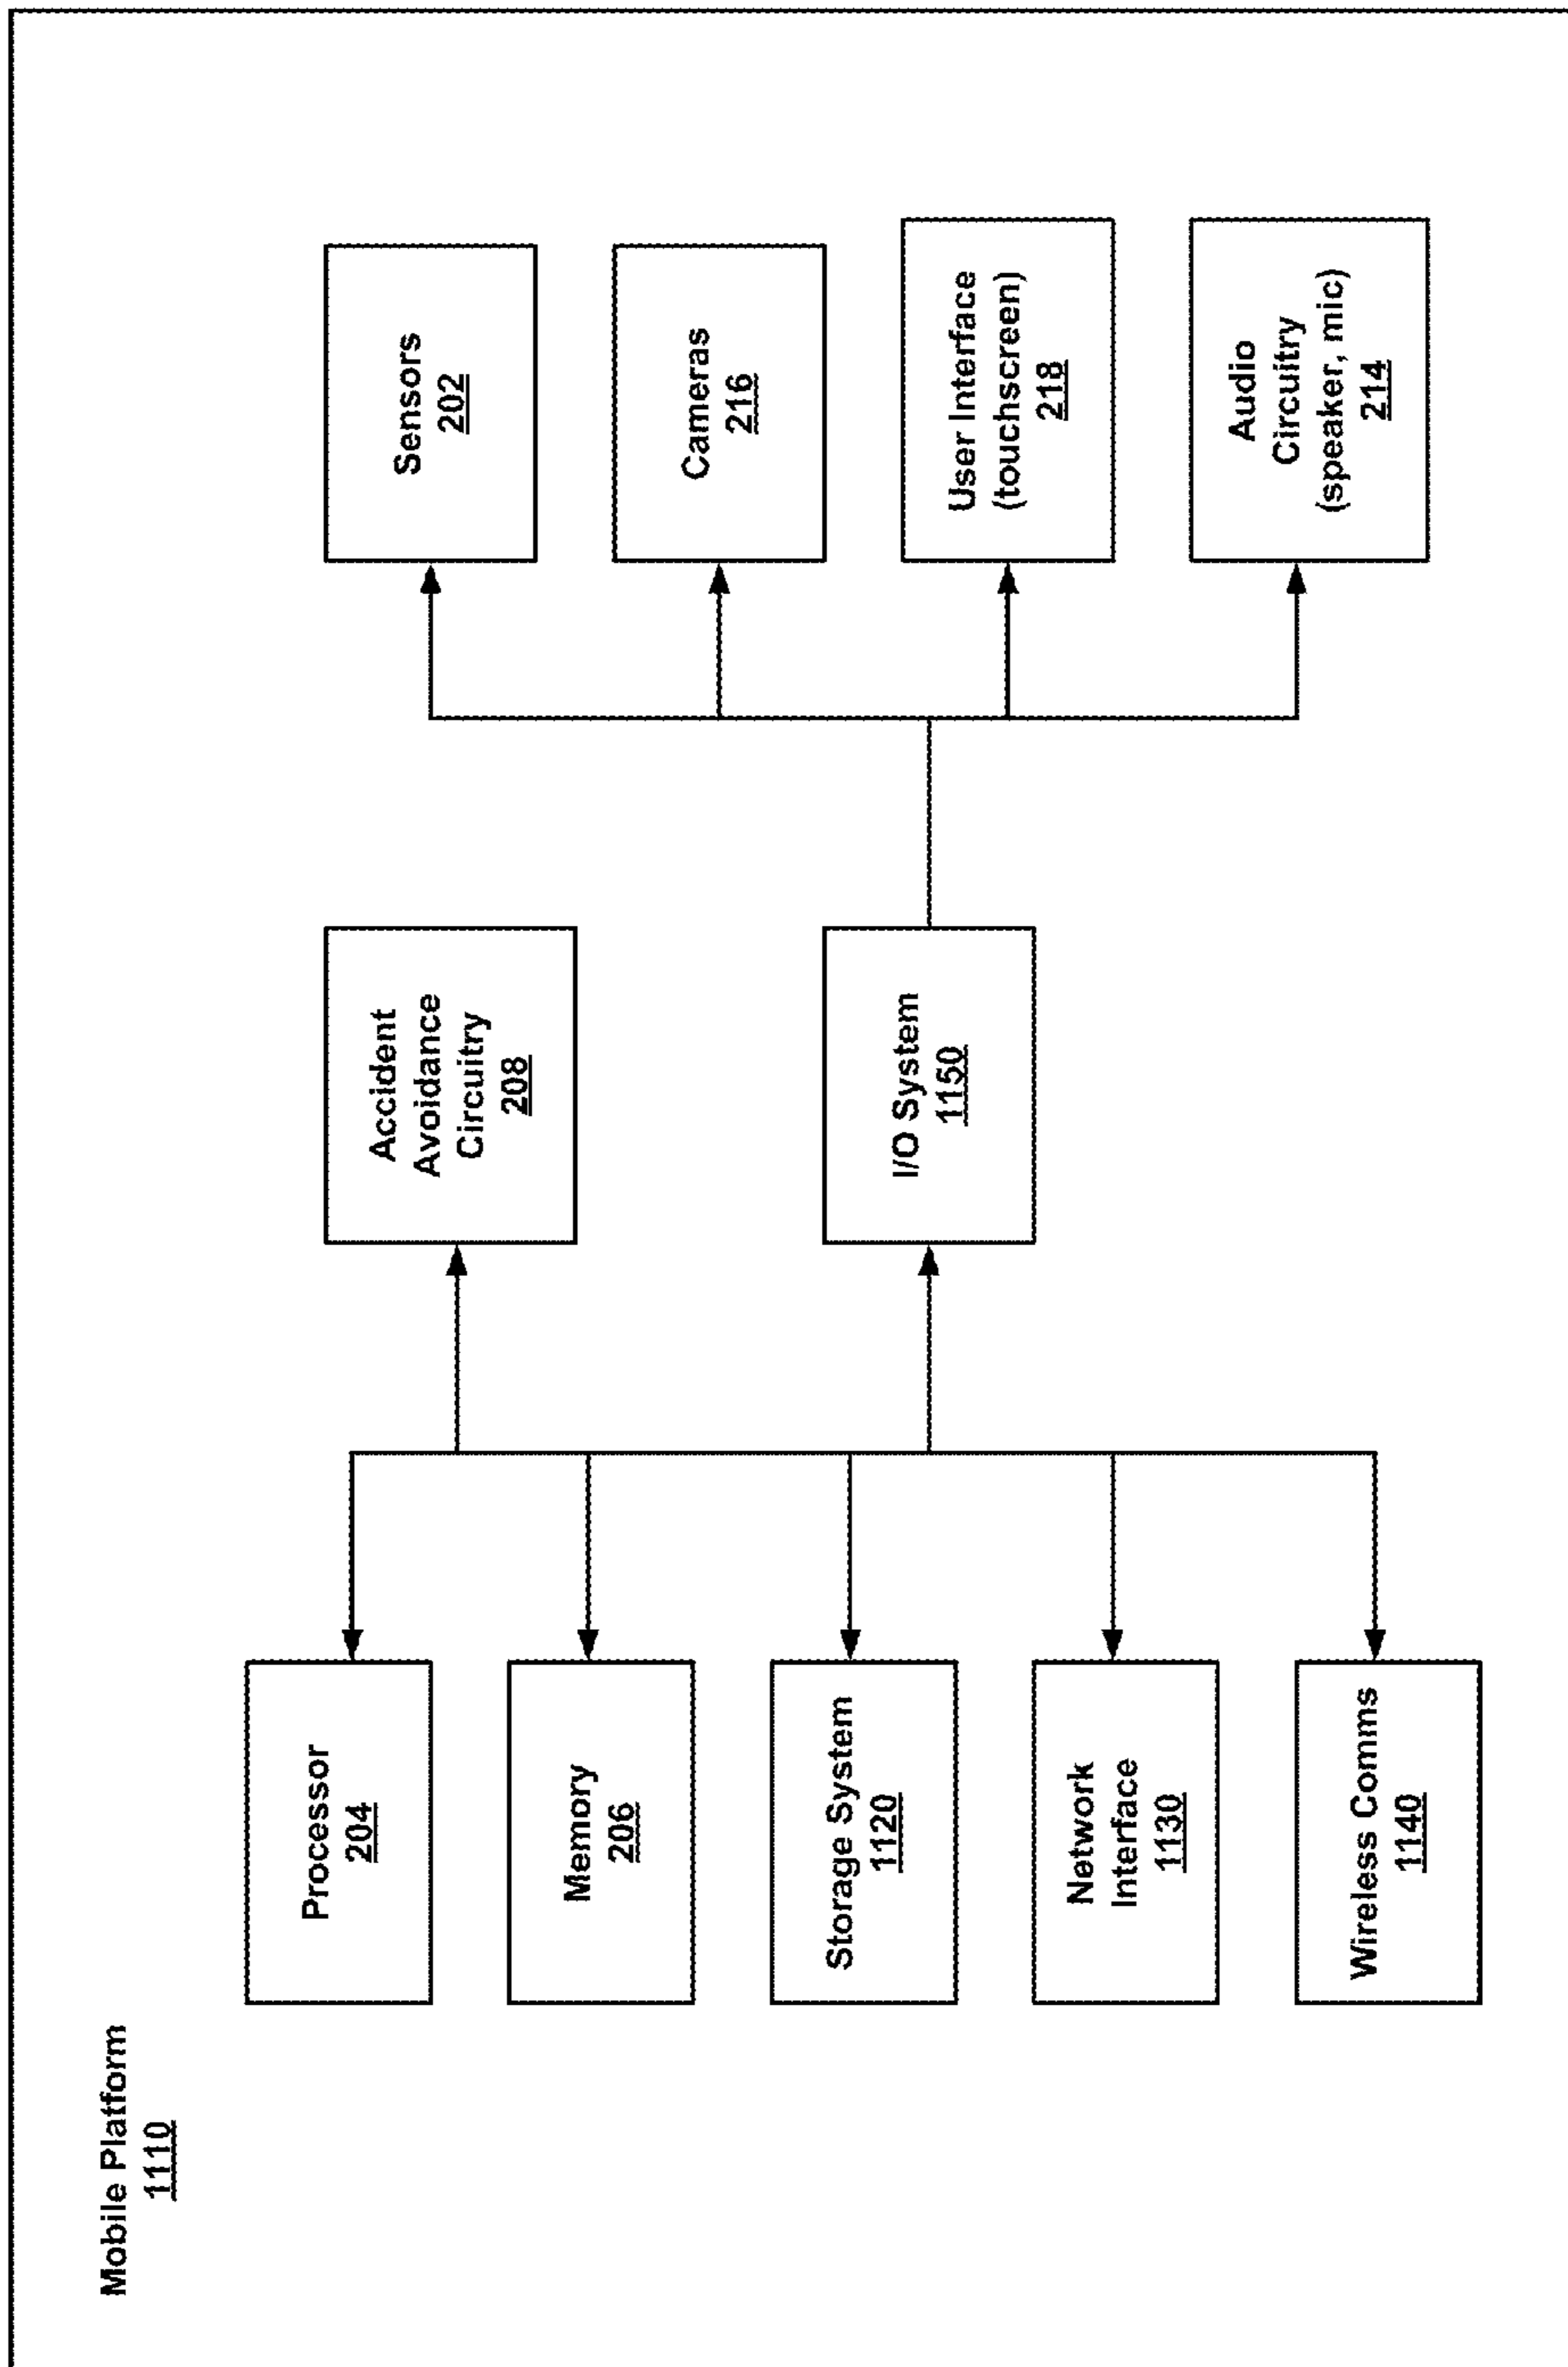 Mobile Platform
1110
Processor
204
Memory
206
Storage System
1120
Network
Interface
1130
Wireless Comms
1140
Accident
Avoidance
Circuitry
208
I/O System
1150
Sensors
202
Cameras
216
User Interface
(touchscreen)
218
Audio
Circuitry
(speaker, mic)
214